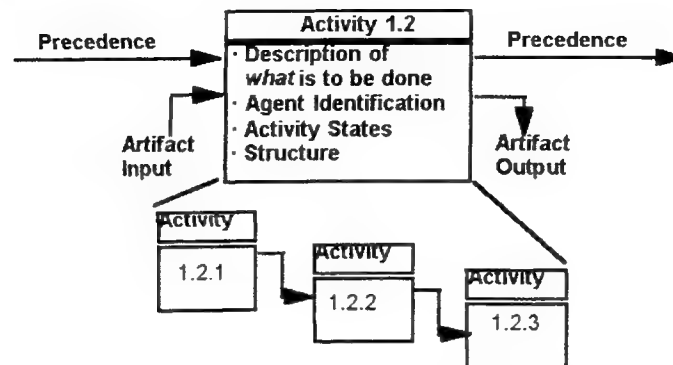 Activity 1.2
Precedence
Precedence
· Description of
what is to be done
· Agent Identification
· Activity States
· Structure
Artifact
Input
Artifact
Output
Activity
1.2.1
Activity
1.2.2
Activity
1.2.3